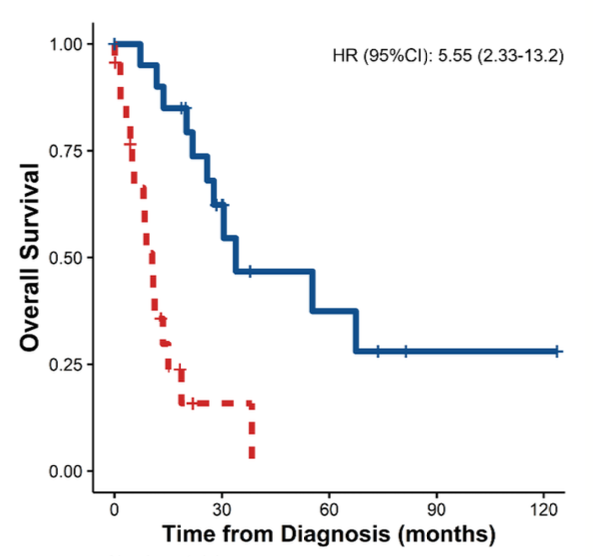 HR (95%CI): 5.55 (2.33-13.2)
1.00
0.75
0.50
0.25
0.00
Overall Survival
0 30 60 90 120
Time from Diagnosis (months)